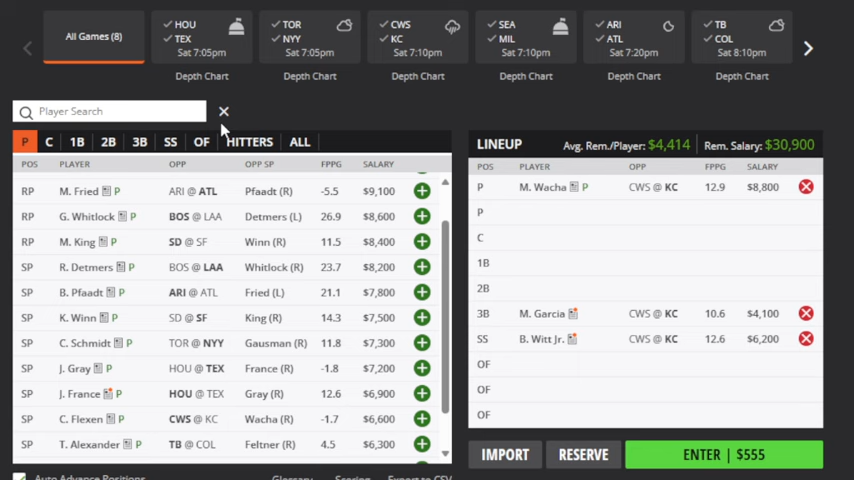 All Games (8)
HOU
TEX
Sat 7:05pm
Depth Chart
TOR
NYY
Sat 7:05pm
Depth Chart
CWS
KC
Sat 7:10pm
Depth Chart
SEA
MIL
Sat 7:10pm
Depth Chart
ARI
ATL
Sat 7:20pm
Depth Chart
TB
COL
Sat 8:10pm
Depth Chart
Player Search
P C 1B 2B 3B SS OF HITTERS ALL
POS PLAYER OPP OPP SP FPPG SALARY
RP M. Fried P ARI @ ATL Pfaadt (R) -5.5 $9,100
RP G. Whitlock P BOS @ LAA Detmers (L) 26.9 $8,600
RP M. King P SD @ SF Winn (R) 11.5 $8,400
SP R. Detmers P BOS @ LAA Whitlock (R) 23.7 $8,200
SP B. Pfaadt P ARI @ ATL Fried (L) 21.1 $7,800
SP K. Winn P SD @ SF King (R) 14.3 $7,500
SP C. Schmidt P TOR @ NYY Gausman (R) 11.8 $7,300
SP J. Gray P HOU @ TEX France (R) -1.8 $7,200
SP J. France P HOU @ TEX Gray (R) 12.6 $6,900
SP C. Flexen P CWS @ KC Wacha (R) -1.7 $6,600
SP T. Alexander P TB @ COL Feltner (R) 4.5 $6,300
Auto Advance Positions Glossary Scoring Export to CSV
LINEUP Avg. Rem./Player: $4,414 Rem. Salary: $30,900
POS PLAYER OPP FPPG SALARY
P M. Wacha P CWS @ KC 12.9 $8,800
P
C
1B
2B
3B M. Garcia CWS @ KC 10.6 $4,100
SS B. Witt Jr. CWS @ KC 12.6 $6,200
OF
OF
OF
IMPORT RESERVE ENTER | $555